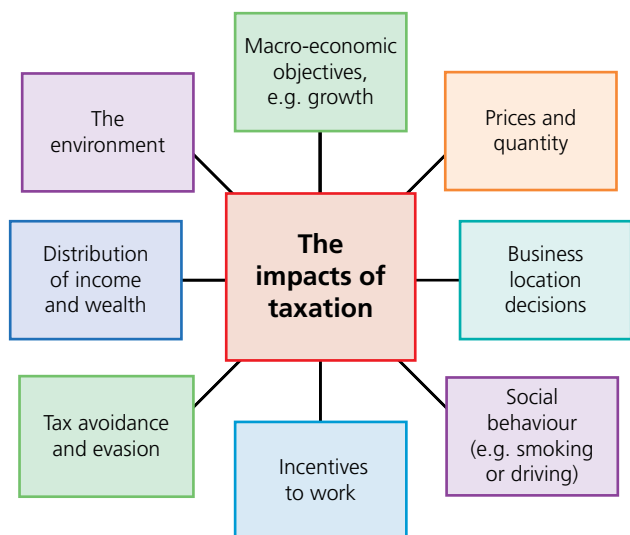 Macro-economic
objectives,
e.g. growth
The
environment
Prices and
quantity
The
impacts of
taxation
Distribution
of income
and wealth
Business
location
decisions
Tax avoidance
and evasion
Incentives
to work
Social
behaviour
(e.g. smoking
or driving)